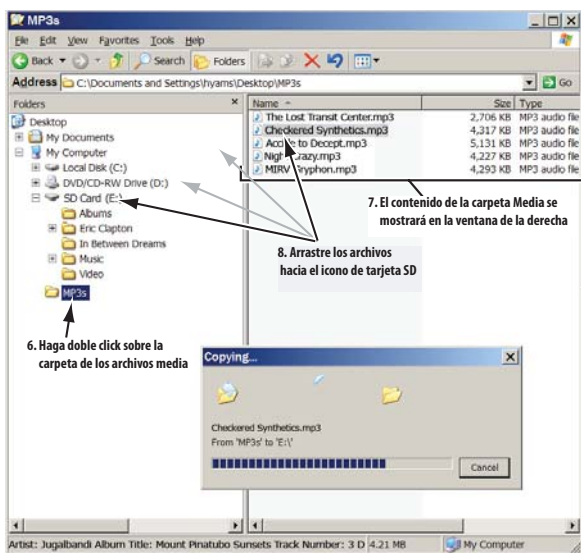 MP3s
File Edit View Favorites Tools Help
Back Search Folders
Address C:\Documents and Settings\hyams\Desktop\MP3s Go
Folders
Desktop
My Documents
My Computer
Local Disk (C:)
DVD/CD-RW Drive (D:)
SD Card (E:)
Albums
Eric Clapton
In Between Dreams
Music
Video
MP3s
Name Size Type
The Lost Transit Center.mp3 2,706 KB MP3 audio file
Checkered Synthetics.mp3 4,317 KB MP3 audio file
to Decept.mp3 5,131 KB MP3 audio file
4,227 KB MP3 audio file
MIRV Gryphon.mp3 4,293 KB MP3 audio file
7. El contenido de la carpeta Media se
mostrará en la ventana de la derecha
8. Arrastre los archivos
hacia el icono de tarjeta SD
6. Haga doble click sobre la
carpeta de los archivos media
Copying...
Checkered Synthetics.mp3
From 'MP3s' to 'E:\'
Cancel
Artist: Jugalbandi Album Title: Mount Pinatubo Sunsets Track Number: 3 D 4.21 MB My Computer